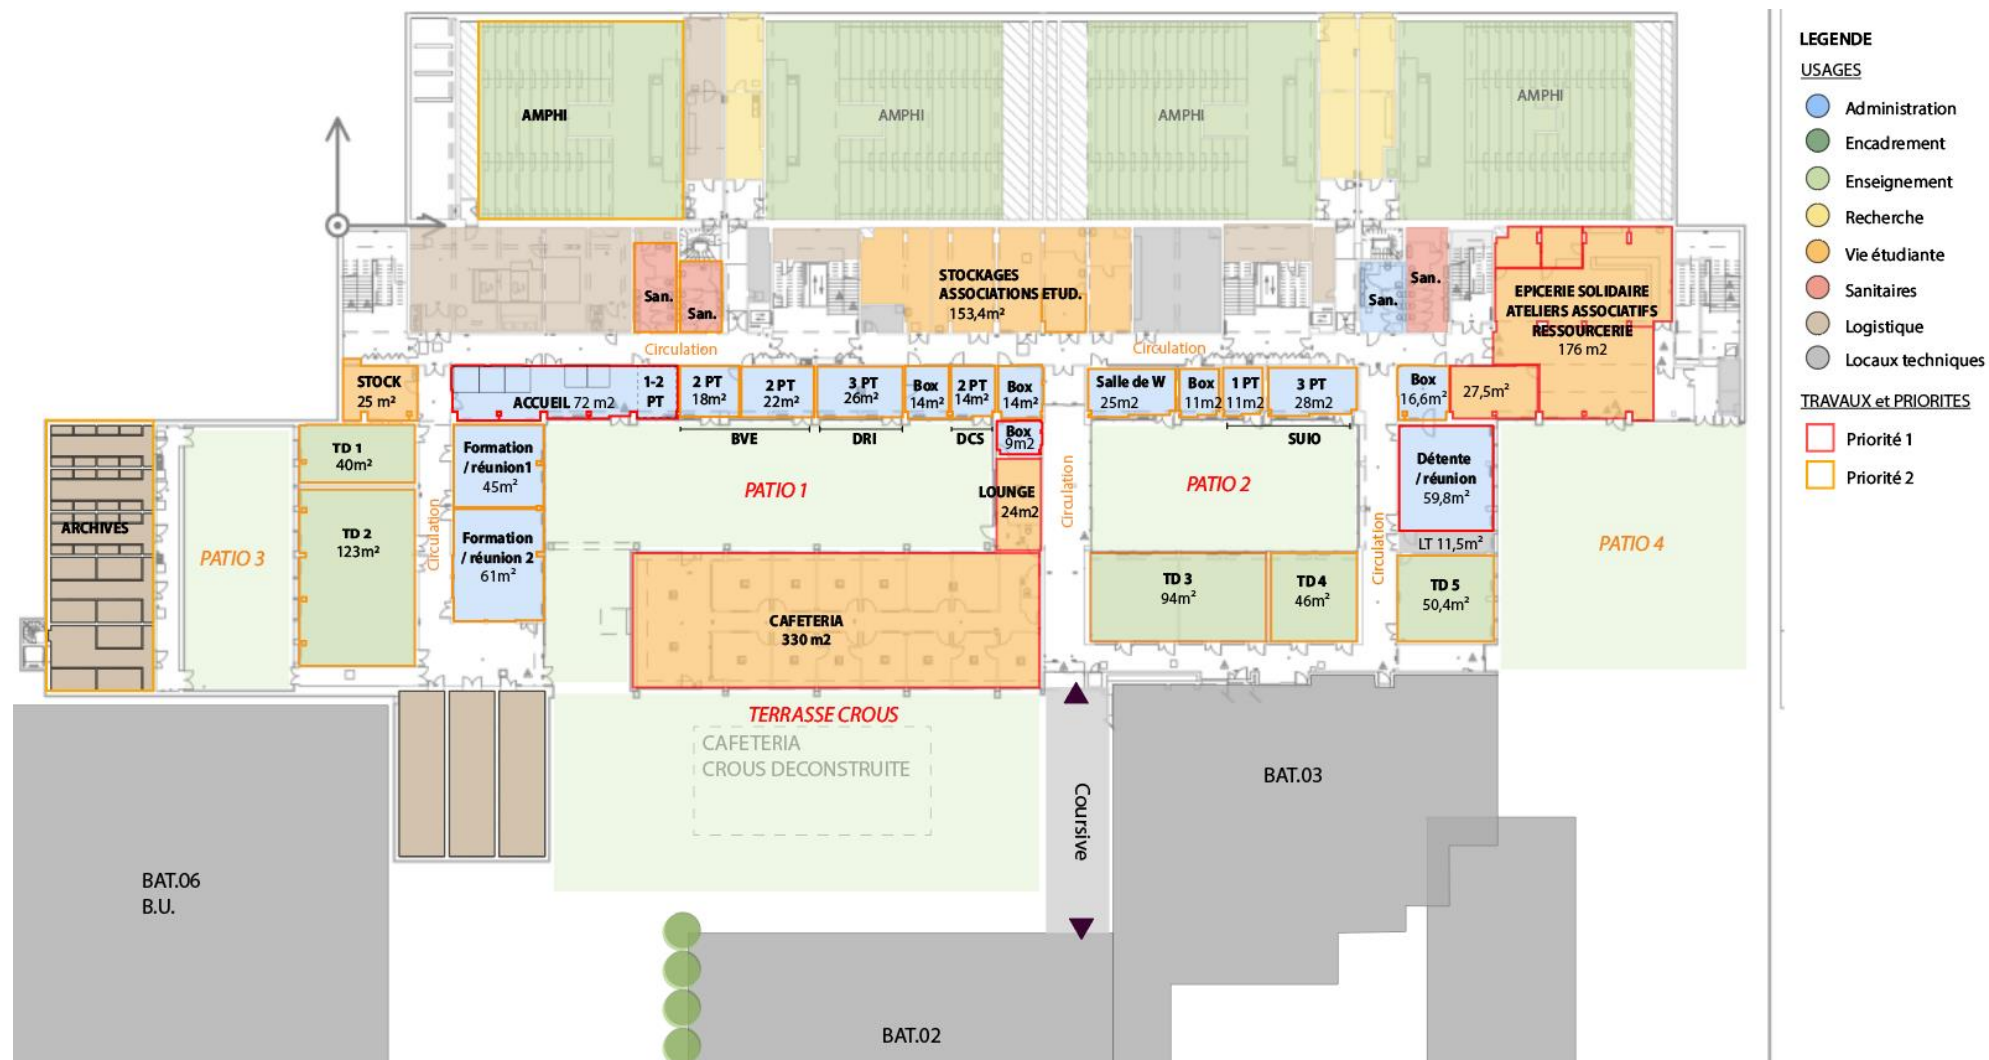 AMPHI
AMPHI
AMPHI
AMPHI
San.
San.
STOCKAGES
ASSOCIATIONS ETUD.
153,4m²
San.
San.
EPICERIE SOLIDAIRE
ATELIERS ASSOCIATIFS
RESSOURCERIE
176 m2
Circulation
Circulation
STOCK
25 m²
ACCUEIL 72 m2
1-2
PT
2 PT
18m²
2 PT
22m²
3 PT
26m²
Box
14m²
2 PT
14m²
Box
14m²
Salle de W
25m2
Box
11m2
1 PT
11m2
3 PT
28m2
Box
16,6m²
27,5m²
BVE
DRI
DCS
Box
9m2
SUIO
ARCHIVES
PATIO 3
TD 1
40m²
TD 2
123m²
Circulation
Formation
/ réunion1
45m²
Formation
/ réunion 2
61m²
PATIO 1
LOUNGE
24m2
Circulation
PATIO 2
Circulation
Détente
/ réunion
59,8m²
LT 11,5m²
PATIO 4
CAFETERIA
330 m2
TD 3
94m²
TD 4
46m²
TD 5
50,4m²
TERRASSE CROUS
CAFETERIA
CROUS DECONSTRUITE
Coursive
BAT.03
BAT.06
B.U.
BAT.02
LEGENDE
USAGES
Administration
Encadrement
Enseignement
Recherche
Vie étudiante
Sanitaires
Logistique
Locaux techniques
TRAVAUX et PRIORITES
Priorité 1
Priorité 2